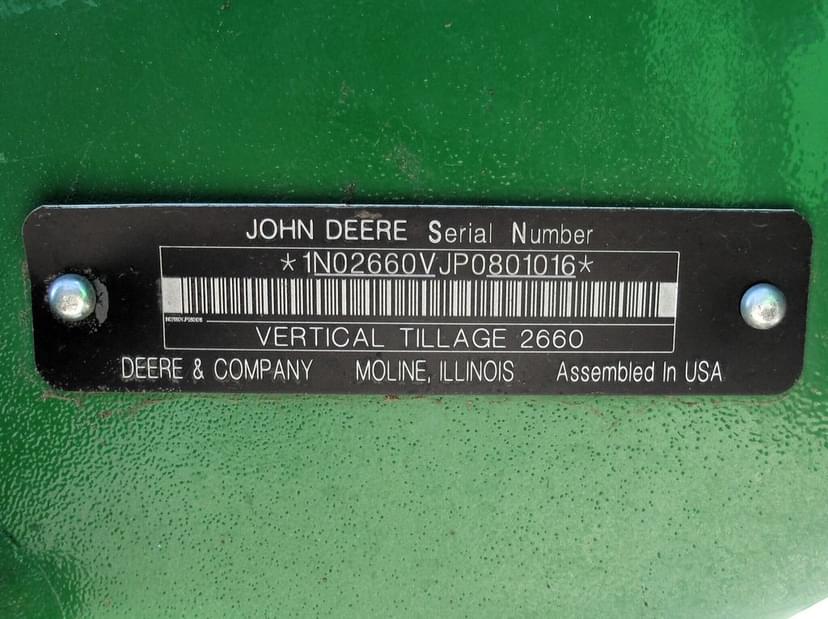 JOHN DEERE Serial Number
*1N02660VJP0801016*
VERTICAL TILLAGE 2660
DEERE & COMPANY MOLINE, ILLINOIS Assembled In USA